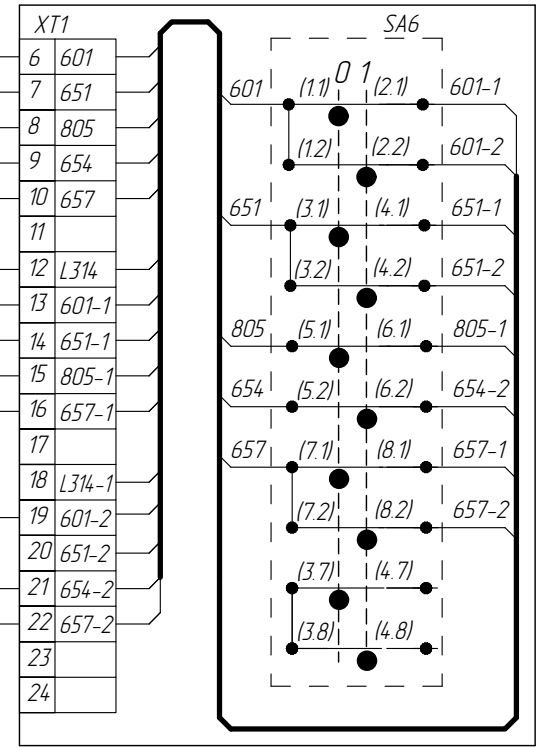 XT1
6 601
7 651
8 805
9 654
10 657
11
12 L314
13 601-1
14 651-1
15 805-1
16 657-1
17
18 L314-1
19 601-2
20 651-2
21 654-2
22 657-2
23
24
SA6
0 1
601 (1.1) (2.1) 601-1
(1.2) (2.2) 601-2
651 (3.1) (4.1) 651-1
(3.2) (4.2) 651-2
805 (5.1) (6.1) 805-1
654 (5.2) (6.2) 654-2
657 (7.1) (8.1) 657-1
(7.2) (8.2) 657-2
(3.7) (4.7)
(3.8) (4.8)